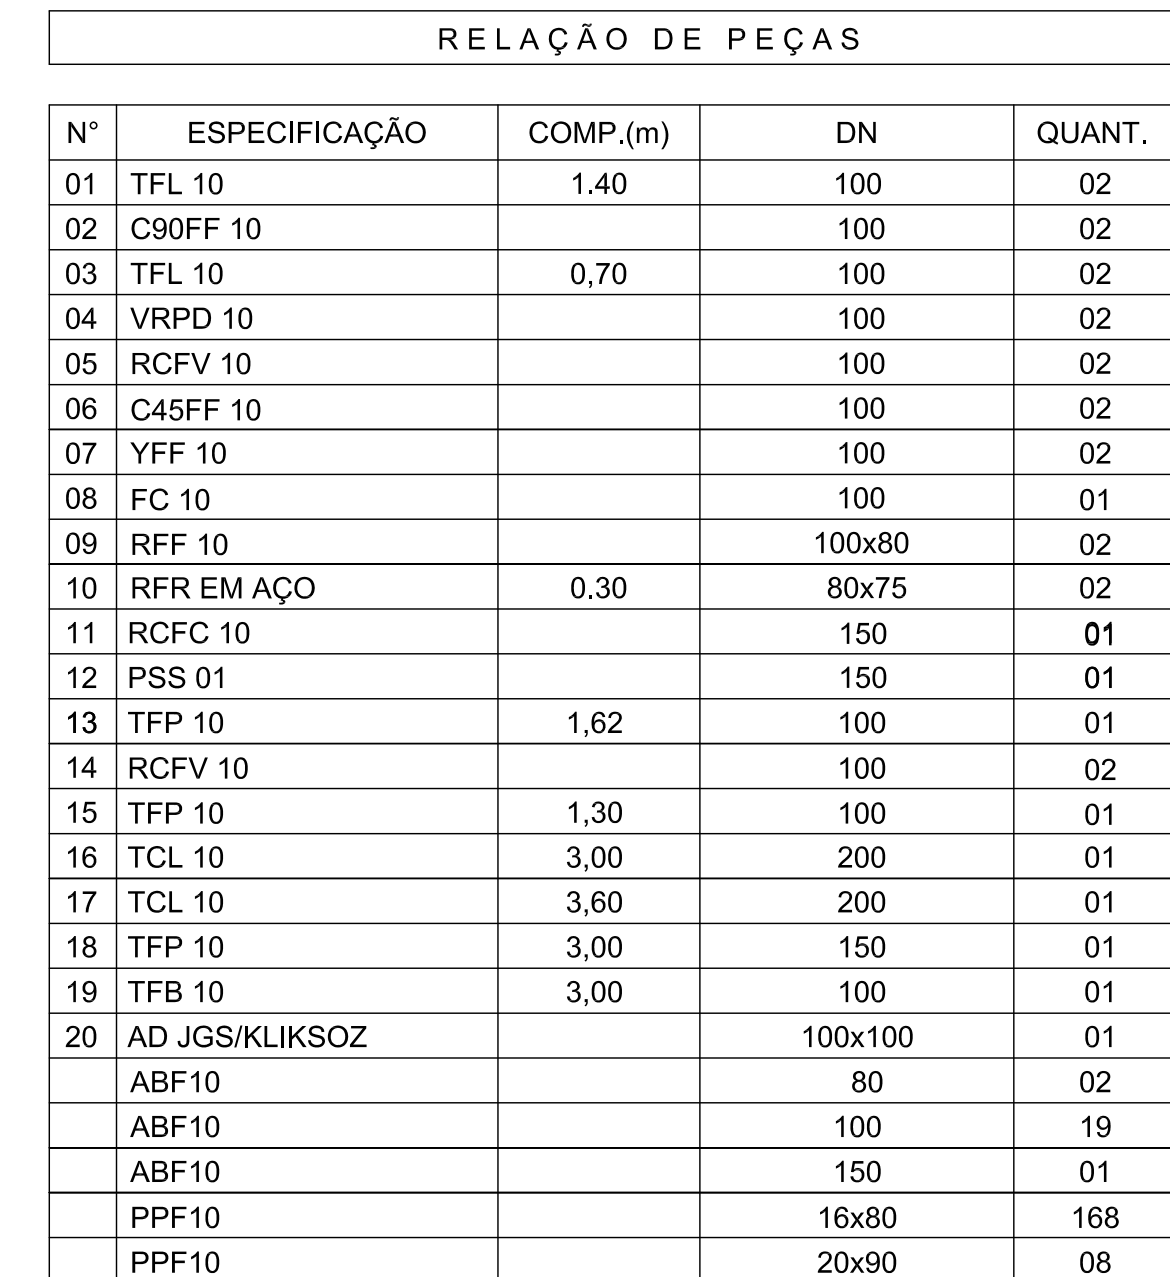 RELAÇÃO DE PEÇAS
N° ESPECIFICAÇÃO COMP.(m) DN QUANT.
01 TFL 10 1.40 100 02
02 C90FF 10 100 02
03 TFL 10 0,70 100 02
04 VRPD 10 100 02
05 RCFV 10 100 02
06 C45FF 10 100 02
07 YFF 10 100 02
08 FC 10 100 01
09 RFF 10 100x80 02
10 RFR EM AÇO 0.30 80x75 02
11 RCFC 10 150 01
12 PSS 01 150 01
13 TFP 10 1,62 100 01
14 RCFV 10 100 02
15 TFP 10 1,30 100 01
16 TCL 10 3,00 200 01
17 TCL 10 3,60 200 01
18 TFP 10 3,00 150 01
19 TFB 10 3,00 100 01
20 AD JGS/KLIKSOZ 100x100 01
ABF10 80 02
ABF10 100 19
ABF10 150 01
PPF10 16x80 168
PPF10 20x90 08